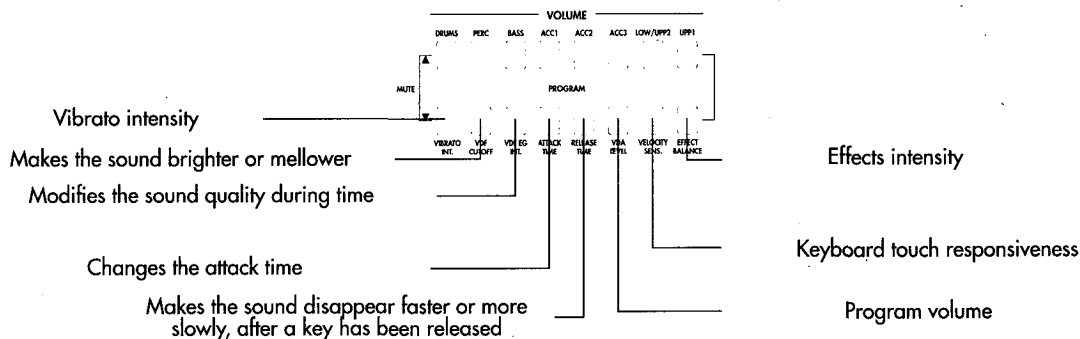 VOLUME
DRUMS PERC BASS ACC1 ACC2 ACC3 LOW/UPP2 UPP1
MUTE
PROGRAM
VIBRATO INT.
VDF CUTOFF
VDF EG INT.
ATTACK TIME
RELEASE TIME
VDA LEVEL
VELOCITY SENS.
EFFECT BALANCE
Vibrato intensity
Makes the sound brighter or mellower
Modifies the sound quality during time
Changes the attack time
Makes the sound disappear faster or more
slowly, after a key has been released
Effects intensity
Keyboard touch responsiveness
Program volume